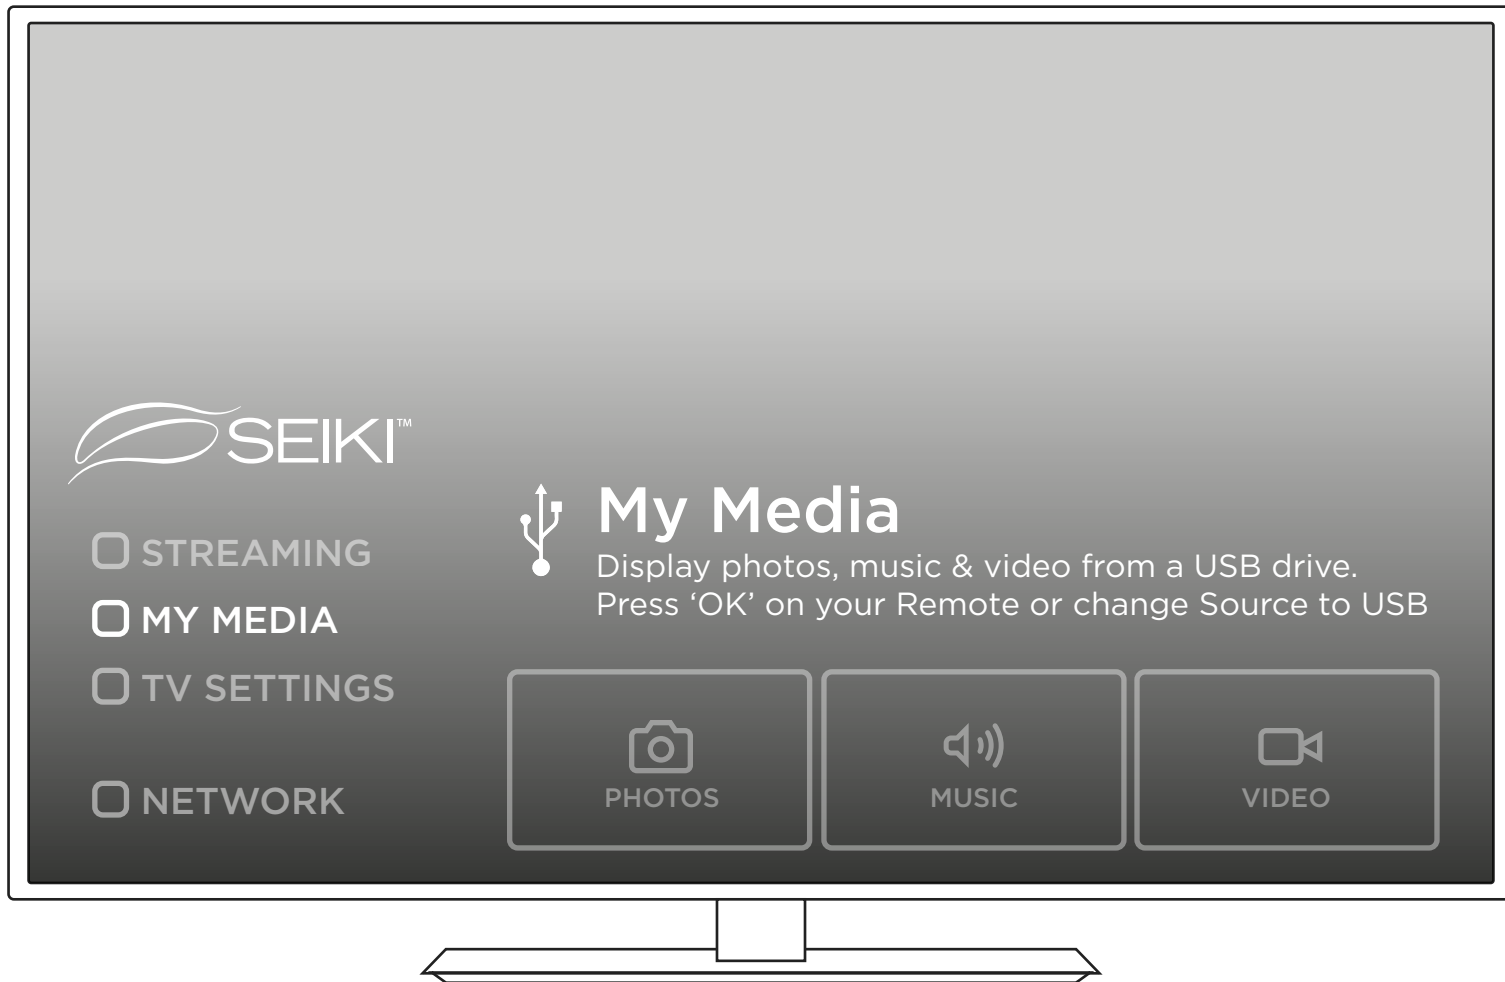 SEIKI™
STREAMING
MY MEDIA
TV SETTINGS
NETWORK
My Media
Display photos, music & video from a USB drive.
Press ‘OK’ on your Remote or change Source to USB
PHOTOS
MUSIC
VIDEO